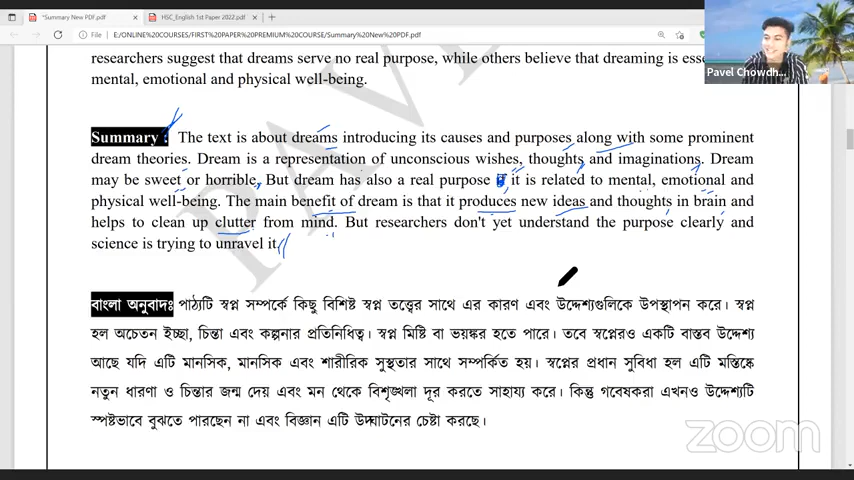 *Summary New PDF.pdf
HSC_English 1st Paper 2022.pdf
File
E:/ONLINE%20COURSES/FIRST%20PAPER%20PREMIUM%20COURSE/Summary%20New%20PDF.pdf
Pavel Chowdh...
researchers suggest that dreams serve no real purpose, while others believe that dreaming is
mental, emotional and physical well-being.
Summary : The text is about dreams introducing its causes and purposes along with some prominent
dream theories. Dream is a representation of unconscious wishes, thoughts and imaginations. Dream
may be sweet or horrible. But dream has also a real purpose if it is related to mental, emotional and
physical well-being. The main benefit of dream is that it produces new ideas and thoughts in brain and
helps to clean up clutter from mind. But researchers don't yet understand the purpose clearly and
science is trying to unravel it.
বাংলা অনুবাদঃ পাঠ্যটি স্বপ্ন সম্পর্কে কিছু বিশিষ্ট স্বপ্ন তত্ত্বের সাথে এর কারণ এবং উদ্দেশ্যগুলিকে উপস্থাপন করে। স্বপ্ন
হল অচেতন ইচ্ছা, চিন্তা এবং কল্পনার প্রতিনিধিত্ব। স্বপ্ন মিষ্টি বা ভয়ঙ্কর হতে পারে। তবে স্বপ্নেরও একটি বাস্তব উদ্দেশ্য
আছে যদি এটি মানসিক, মানসিক এবং শারীরিক সুস্থতার সাথে সম্পর্কিত হয়। স্বপ্নের প্রধান সুবিধা হল এটি মস্তিষ্কে
নতুন ধারণা ও চিন্তার জন্ম দেয় এবং মন থেকে বিশৃঙ্খলা দূর করতে সাহায্য করে। কিন্তু গবেষকরা এখনও উদ্দেশ্যটি
স্পষ্টভাবে বুঝতে পারছেন না এবং বিজ্ঞান এটি উদ্ঘাটনের চেষ্টা করছে।
zoom